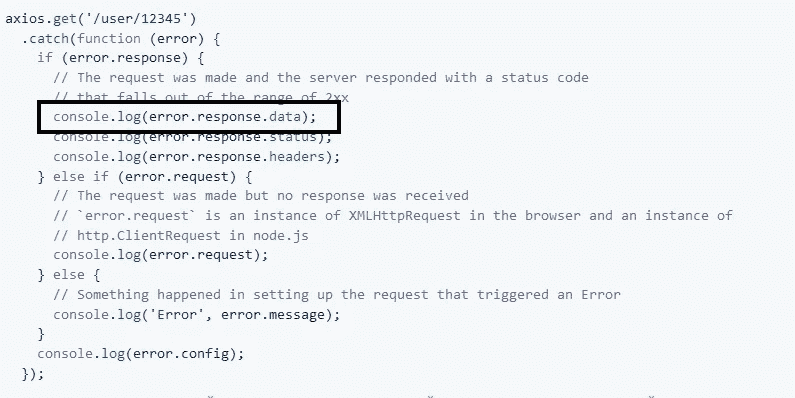 axios.get('/user/12345')
  .catch(function (error) {
    if (error.response) {
      // The request was made and the server responded with a status code
      // that falls out of the range of 2xx
      console.log(error.response.data);
      console.log(error.response.status);
      console.log(error.response.headers);
    } else if (error.request) {
      // The request was made but no response was received
      // `error.request` is an instance of XMLHttpRequest in the browser and an instance of
      // http.ClientRequest in node.js
      console.log(error.request);
    } else {
      // Something happened in setting up the request that triggered an Error
      console.log('Error', error.message);
    }
    console.log(error.config);
  });